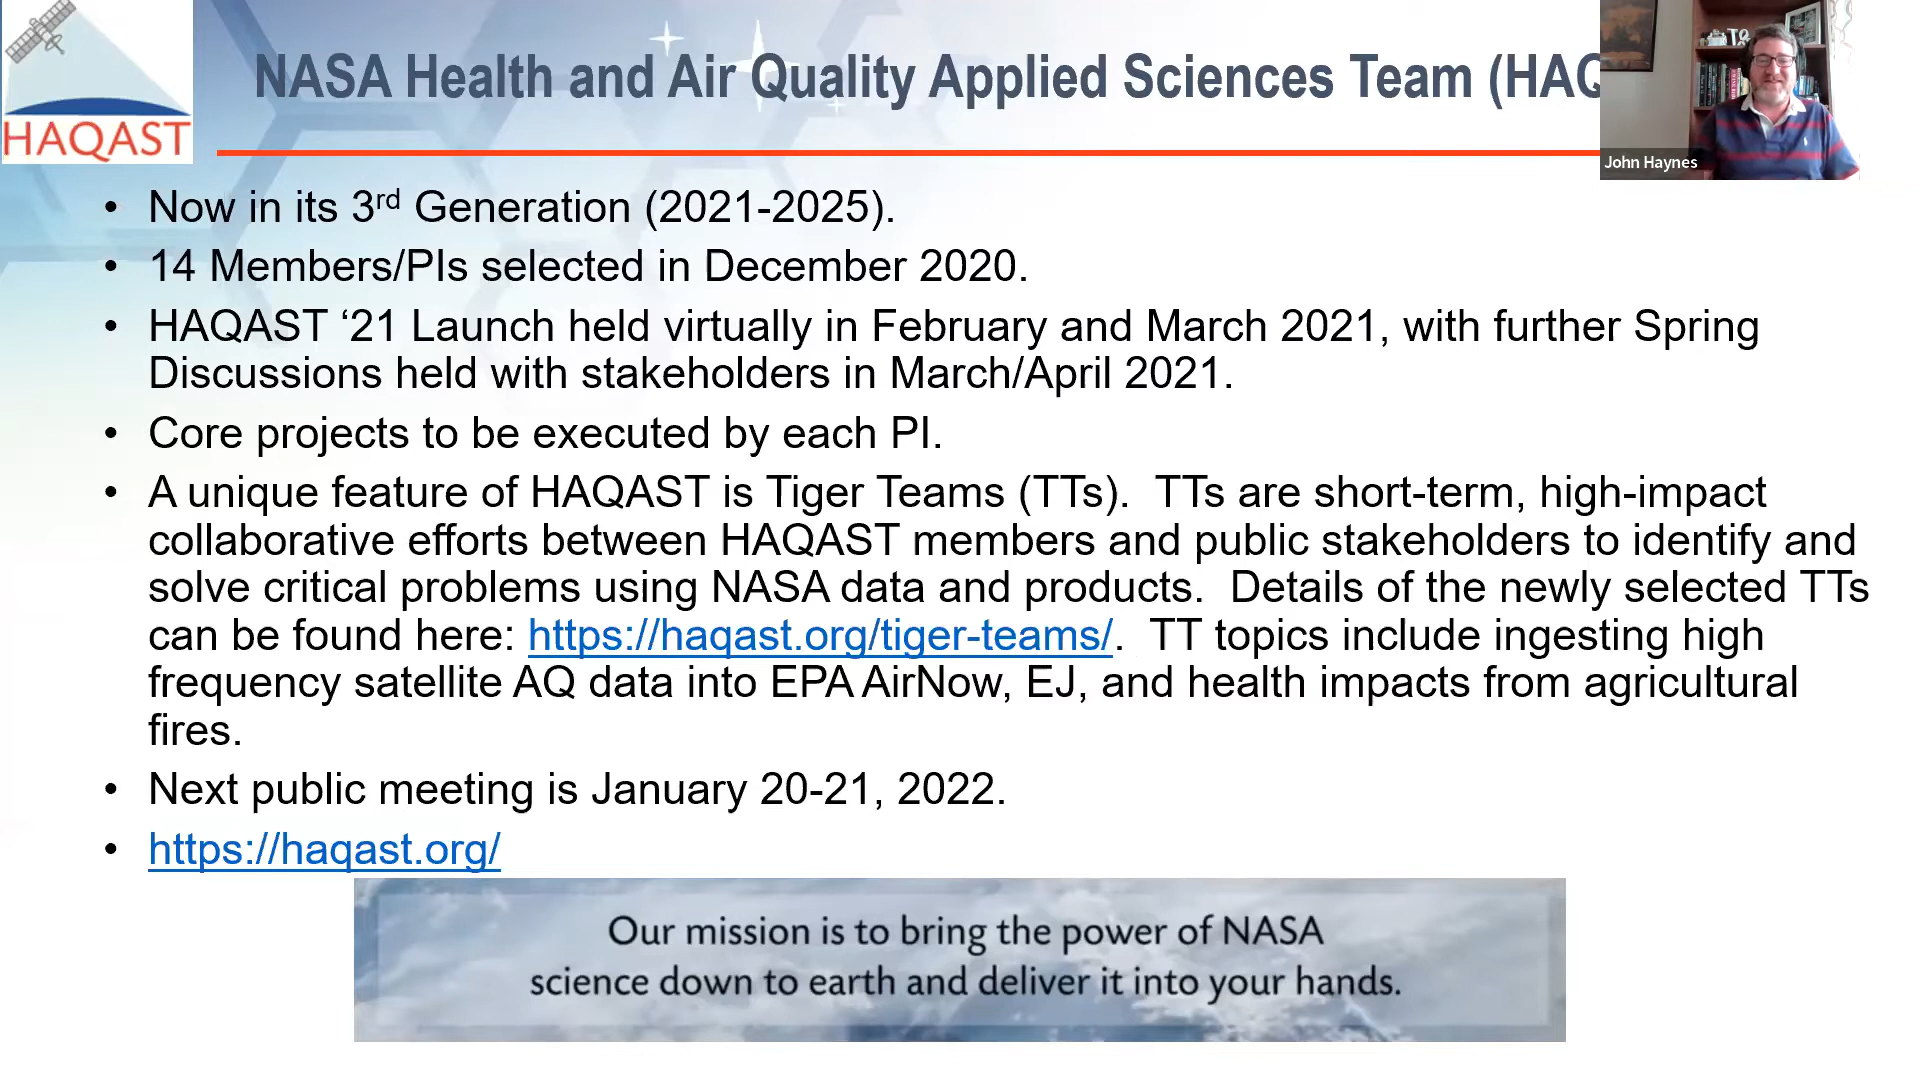 HAQAST
NASA Health and Air Quality Applied Sciences Team (HAQ
John Haynes
• Now in its 3rd Generation (2021-2025).
• 14 Members/PIs selected in December 2020.
• HAQAST ‘21 Launch held virtually in February and March 2021, with further Spring
Discussions held with stakeholders in March/April 2021.
• Core projects to be executed by each PI.
• A unique feature of HAQAST is Tiger Teams (TTs).  TTs are short-term, high-impact
collaborative efforts between HAQAST members and public stakeholders to identify and
solve critical problems using NASA data and products.  Details of the newly selected TTs
can be found here: https://haqast.org/tiger-teams/.  TT topics include ingesting high
frequency satellite AQ data into EPA AirNow, EJ, and health impacts from agricultural
fires.
• Next public meeting is January 20-21, 2022.
• https://haqast.org/
Our mission is to bring the power of NASA
science down to earth and deliver it into your hands.